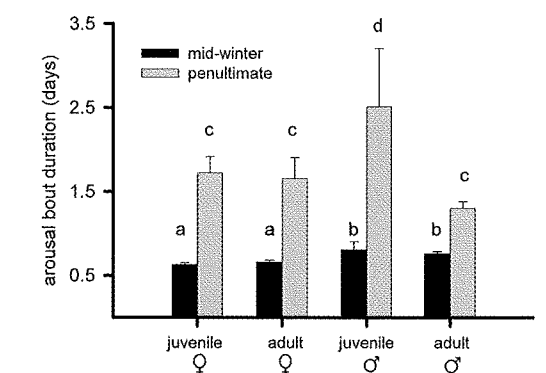 3.5
2.5
1.5
0.5
arousal bout duration (days)
mid-winter
penultimate
a
c
a
c
b
d
b
c
juvenile adult juvenile adult
♀ ♀ ♂ ♂